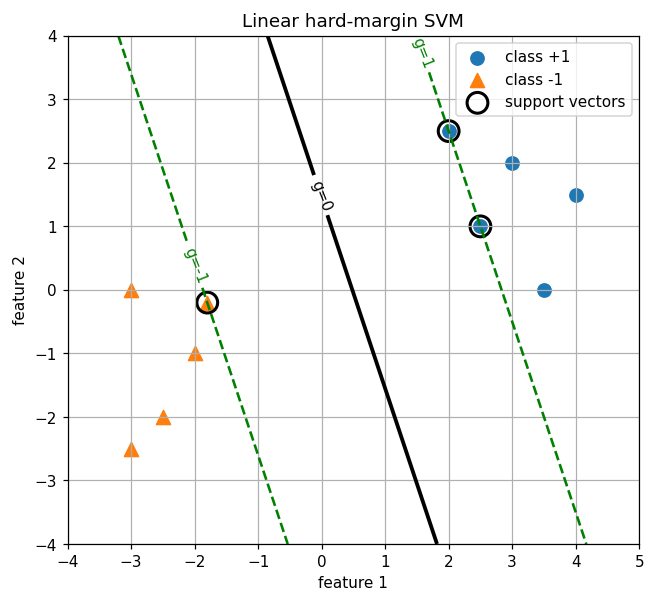 Linear hard-margin SVM
class +1
class -1
support vectors
g=1
g=0
g=-1
4
3
2
1
0
−1
−2
−3
−4
feature 2
−4 −3 −2 −1 0 1 2 3 4 5
feature 1